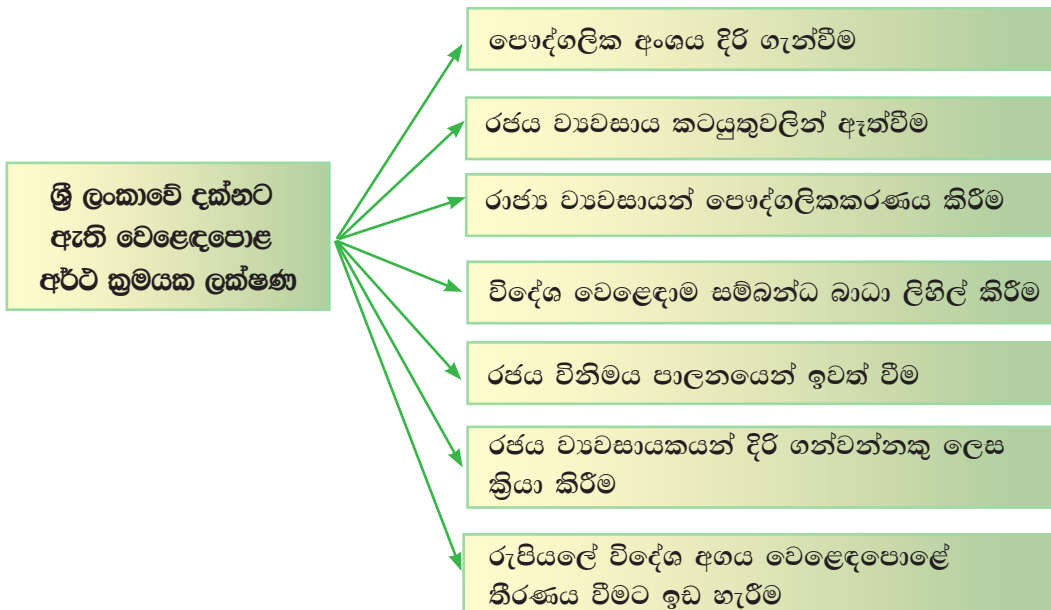 ශ්‍රී ලංකාවේ දක්නට
ඇති වෙළෙඳපොළ
අර්ථ ක්‍රමයක ලක්ෂණ
පෞද්ගලික අංශය දිරි ගැන්වීම
රජය ව්‍යවසාය කටයුතුවලින් ඈත්වීම
රාජ්‍ය ව්‍යවසායන් පෞද්ගලිකකරණය කිරීම
විදේශ වෙළෙඳාම සම්බන්ධ බාධා ලිහිල් කිරීම
රජය විනිමය පාලනයෙන් ඉවත් වීම
රජය ව්‍යවසායකයන් දිරි ගන්වන්නකු ලෙස
ක්‍රියා කිරීම
රුපියලේ විදේශ අගය වෙළෙඳපොළේ
තීරණය වීමට ඉඩ හැරීම